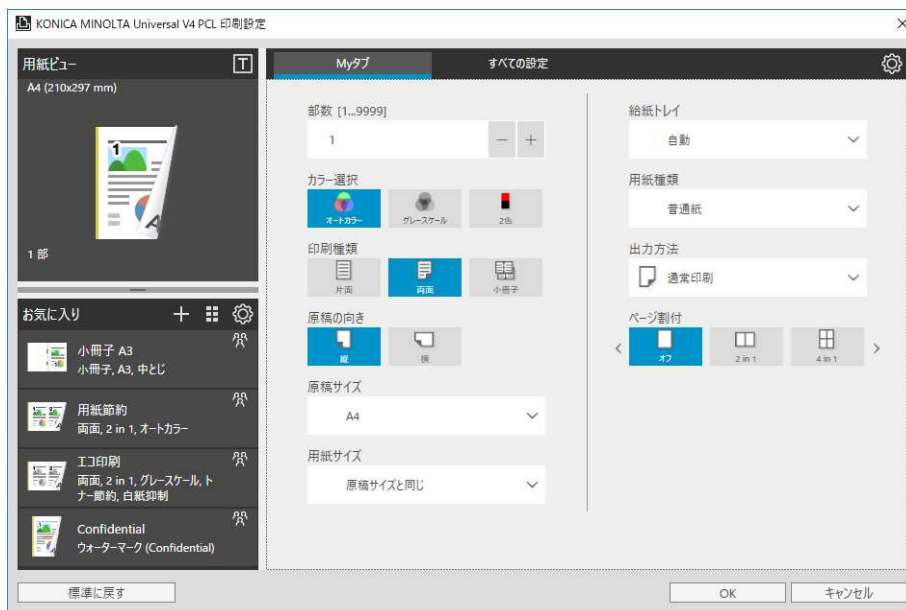 KONICA MINOLTA Universal V4 PCL 印刷設定
用紙ビュー
T
A4 (210x297 mm)
1
A
1 部
お気に入り
小冊子 A3
小冊子, A3, 中とじ
用紙節約
両面, 2 in 1, オートカラー
エコ印刷
両面, 2 in 1, グレースケール, ト
ナー節約, 白紙抑制
Confidential
ウォーターマーク (Confidential)
Myタブ
すべての設定
部数 [1...9999]
1
カラー選択
オートカラー
グレースケール
2色
印刷種類
片面
両面
小冊子
原稿の向き
縦
横
原稿サイズ
A4
用紙サイズ
原稿サイズと同じ
給紙トレイ
自動
用紙種類
普通紙
出力方法
通常印刷
ページ割付
オフ
2 in 1
4 in 1
標準に戻す
OK
キャンセル